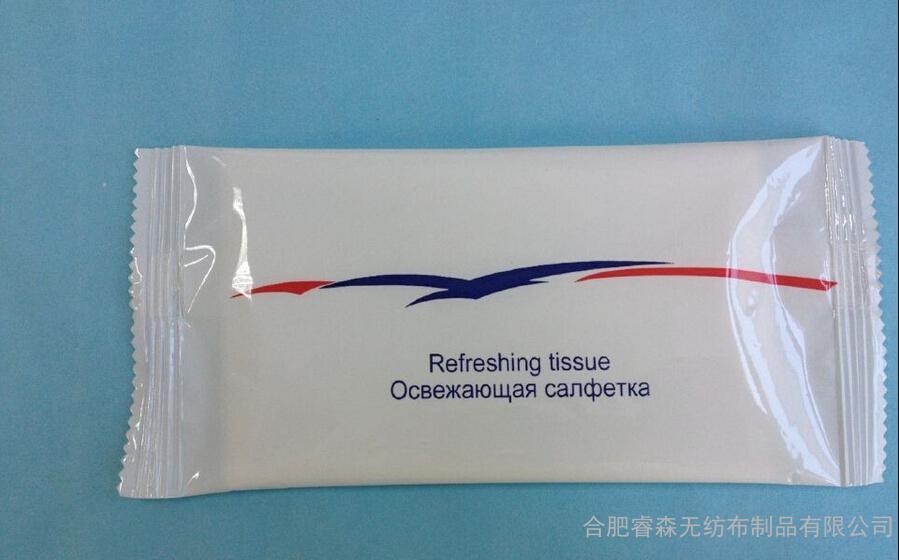 Refreshing tissue
Освежающая салфетка
合肥睿森无纺布制品有限公司